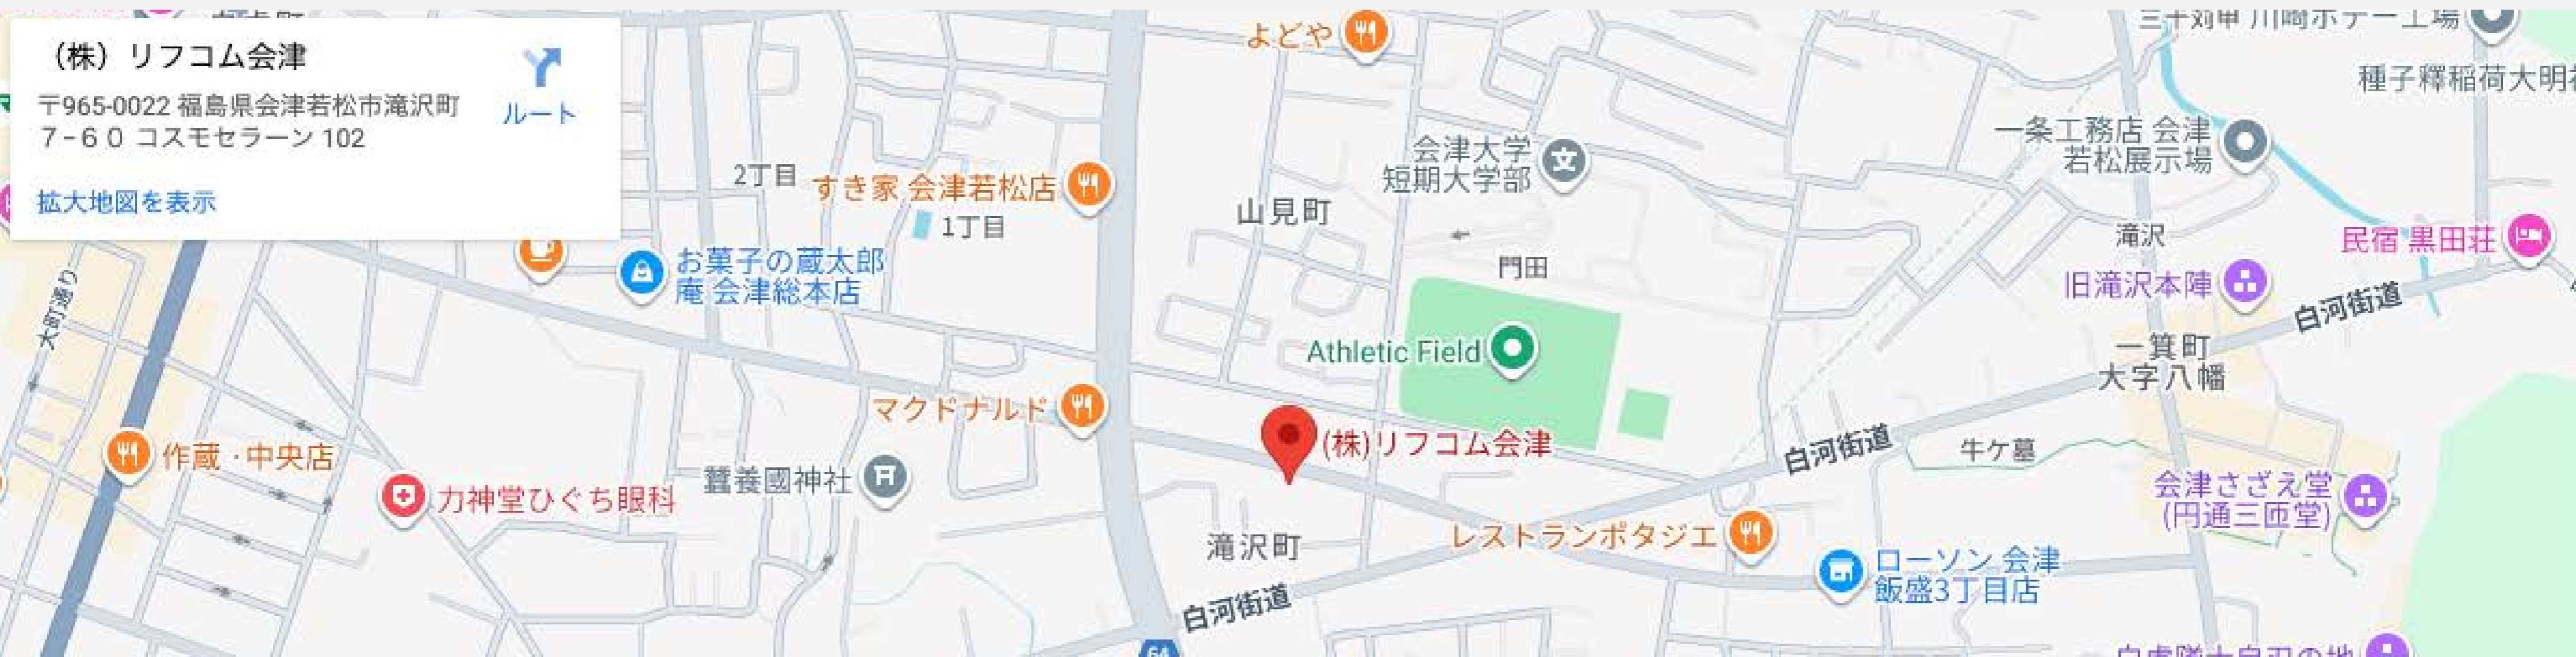 （株）リフコム会津
〒965-0022 福島県会津若松市滝沢町
７−６０ コスモセラーン 102
ルート
拡大地図を表示
よどや
種子釋稲荷大明
会津大学
短期大学部
一条工務店 会津
若松展示場
2丁目
すき家 会津若松店
1丁目
山見町
門田
滝沢
民宿 黒田荘
旧滝沢本陣
白河街道
お菓子の蔵太郎
庵 会津総本店
大町通り
Athletic Field
一箕町
大字八幡
マクドナルド
(株)リフコム会津
白河街道
牛ケ墓
作蔵 · 中央店
力神堂ひぐち眼科
蠶養國神社
会津さざえ堂
(円通三匝堂)
滝沢町
レストランポタジエ
ローソン 会津
飯盛3丁目店
白河街道
64